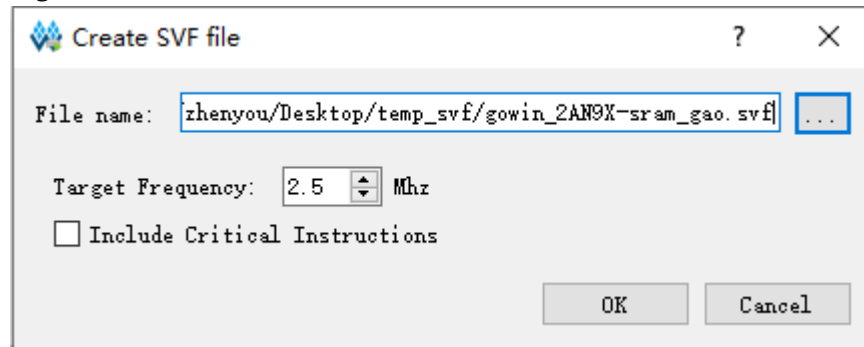 Create SVF file ?
File name: zhenyou/Desktop/temp_svf/gowin_2AN9X-sram_gao.svf ...
Target Frequency: 2.5 Mhz
Include Critical Instructions
OK Cancel